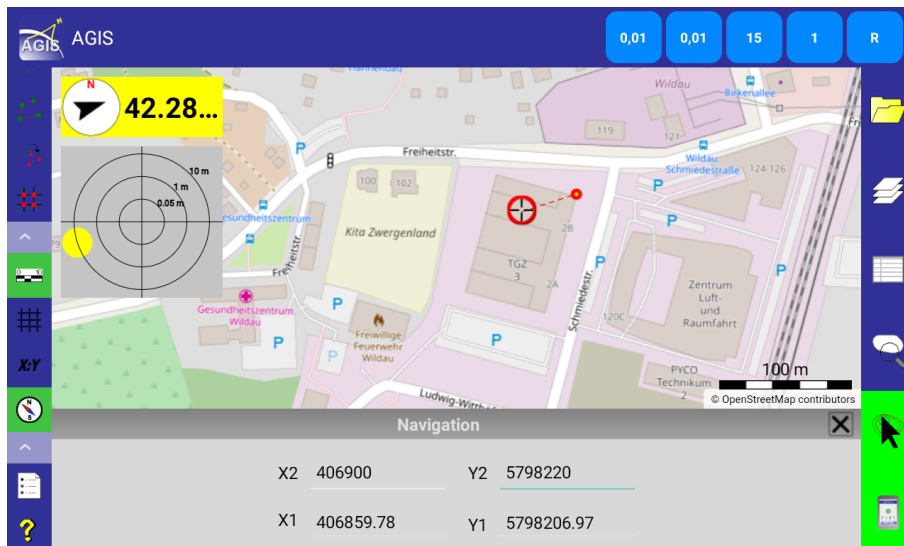 AGIS
AGIS
0,01
0,01
15
1
R
N
42.28...
10 m
1 m
0.05 m
Wildau
Birkenallee
119
121
Freiheitstr.
Wildau,
Schmiedestraße
124-126
P
P
P
100
102
Kita Zwergenland
esundheitszentrum
Freiheitstr.
2B
TGZ
3
2A
P
P
Schmiedestr.
Zentrum
Luft-
und
Raumfahrt
120C
Gesundheitszentrum
Wildau
P
P
P
P
Freiwillige
Feuerwehr
Wildau
X:Y
PYCO
Technikum
2
100 m
© OpenStreetMap contributors
N
S
Navigation
X2 406900 Y2 5798220
X1 406859.78 Y1 5798206.97
?